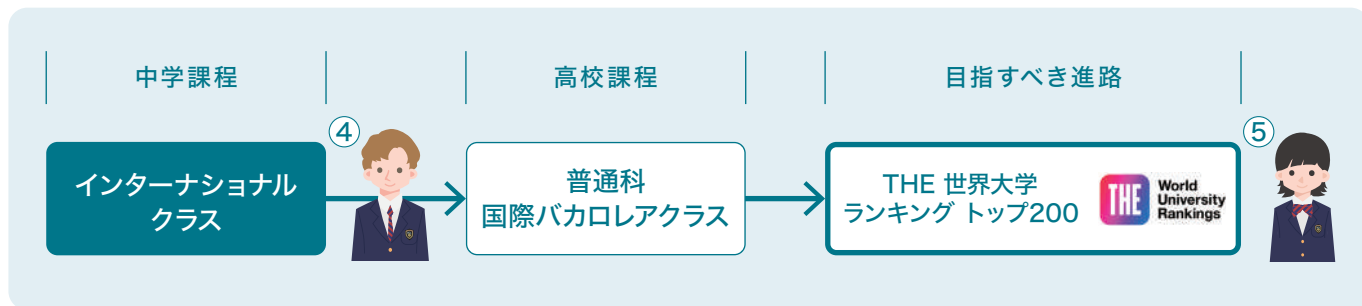 中学課程
高校課程
目指すべき進路
④
⑤
インターナショナル
クラス
普通科
国際バカロレアクラス
THE 世界大学
ランキング トップ200
THE
World
University
Rankings